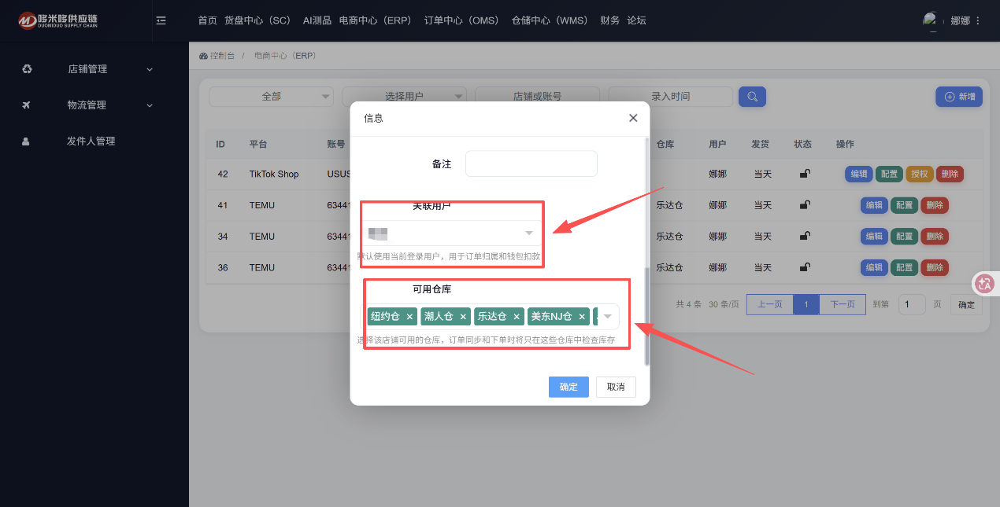 哆米哆供应链
DUOMIDUO SUPPLY CHAIN
首页 货盘中心（SC） AI测品 电商中心（ERP） 订单中心（OMS） 仓储中心（WMS） 财务 论坛
娜娜
店铺管理
物流管理
发件人管理
控制台 / 电商中心（ERP）
全部 选择用户 店铺或账号 录入时间 新增
ID 平台 账号 仓库 用户 发货 状态 操作
42 TikTok Shop USUS 娜娜 当天 编辑 配置 授权 删除
41 TEMU 6344 乐达仓 娜娜 当天 编辑 配置 删除
34 TEMU 6344 乐达仓 娜娜 当天 编辑 配置 删除
36 TEMU 6344 乐达仓 娜娜 当天 编辑 配置 删除
共 4 条 30 条/页 上一页 1 下一页 到第 1 页 确定
信息
备注
关联用户
默认使用当前登录用户，用于订单归属和钱包扣款
可用仓库
纽约仓 × 潮人仓 × 乐达仓 × 美东NJ仓 ×
选择该店铺可用的仓库，订单同步和下单时将只在这些仓库中检查库存
确定 取消